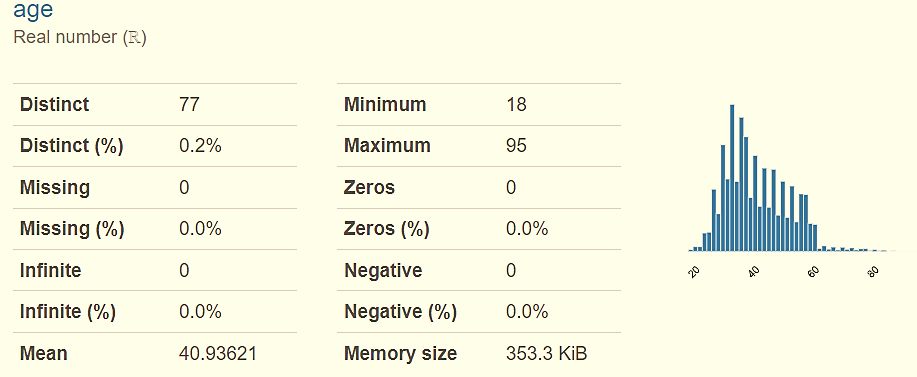 age
Real number (ℝ)
Distinct 77
Distinct (%) 0.2%
Missing 0
Missing (%) 0.0%
Infinite 0
Infinite (%) 0.0%
Mean 40.93621
Minimum 18
Maximum 95
Zeros 0
Zeros (%) 0.0%
Negative 0
Negative (%) 0.0%
Memory size 353.3 KiB
20 40 60 80